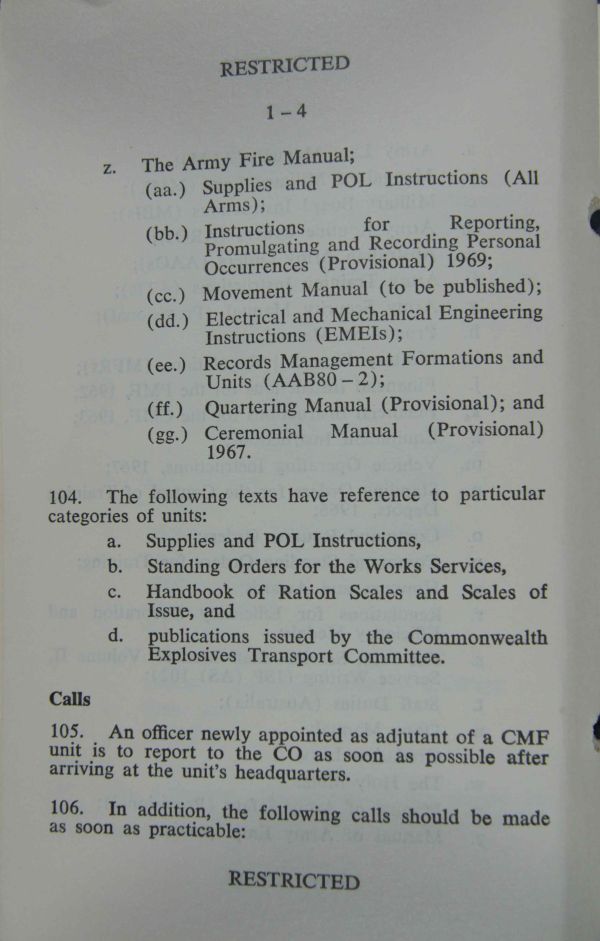 RESTRICTED
1 – 4
z. The Army Fire Manual;
(aa.) Supplies and POL Instructions (All
Arms);
(bb.) Instructions for Reporting,
Promulgating and Recording Personal
Occurrences (Provisional) 1969;
(cc.) Movement Manual (to be published);
(dd.) Electrical and Mechanical Engineering
Instructions (EMEIs);
(ee.) Records Management Formations and
Units (AAB80 – 2);
(ff.) Quartering Manual (Provisional); and
(gg.) Ceremonial Manual (Provisional)
1967.
104. The following texts have reference to particular
categories of units:
a. Supplies and POL Instructions,
b. Standing Orders for the Works Services,
c. Handbook of Ration Scales and Scales of
Issue, and
d. publications issued by the Commonwealth
Explosives Transport Committee.
Calls
105. An officer newly appointed as adjutant of a CMF
unit is to report to the CO as soon as possible after
arriving at the unit's headquarters.
106. In addition, the following calls should be made
as soon as practicable:
RESTRICTED